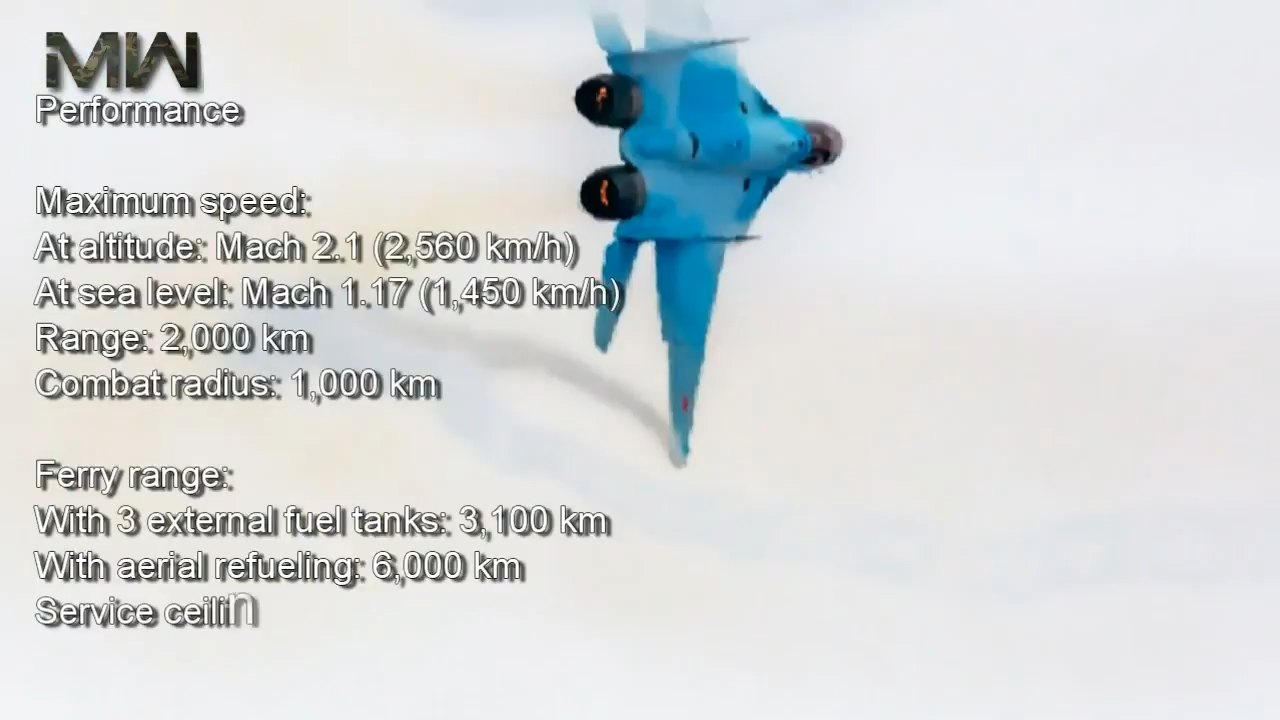 MW
Performance
Maximum speed:
At altitude: Mach 2.1 (2,560 km/h)
At sea level: Mach 1.17 (1,450 km/h)
Range: 2,000 km
Combat radius: 1,000 km
Ferry range:
With 3 external fuel tanks: 3,100 km
With aerial refueling: 6,000 km
Service ceilin